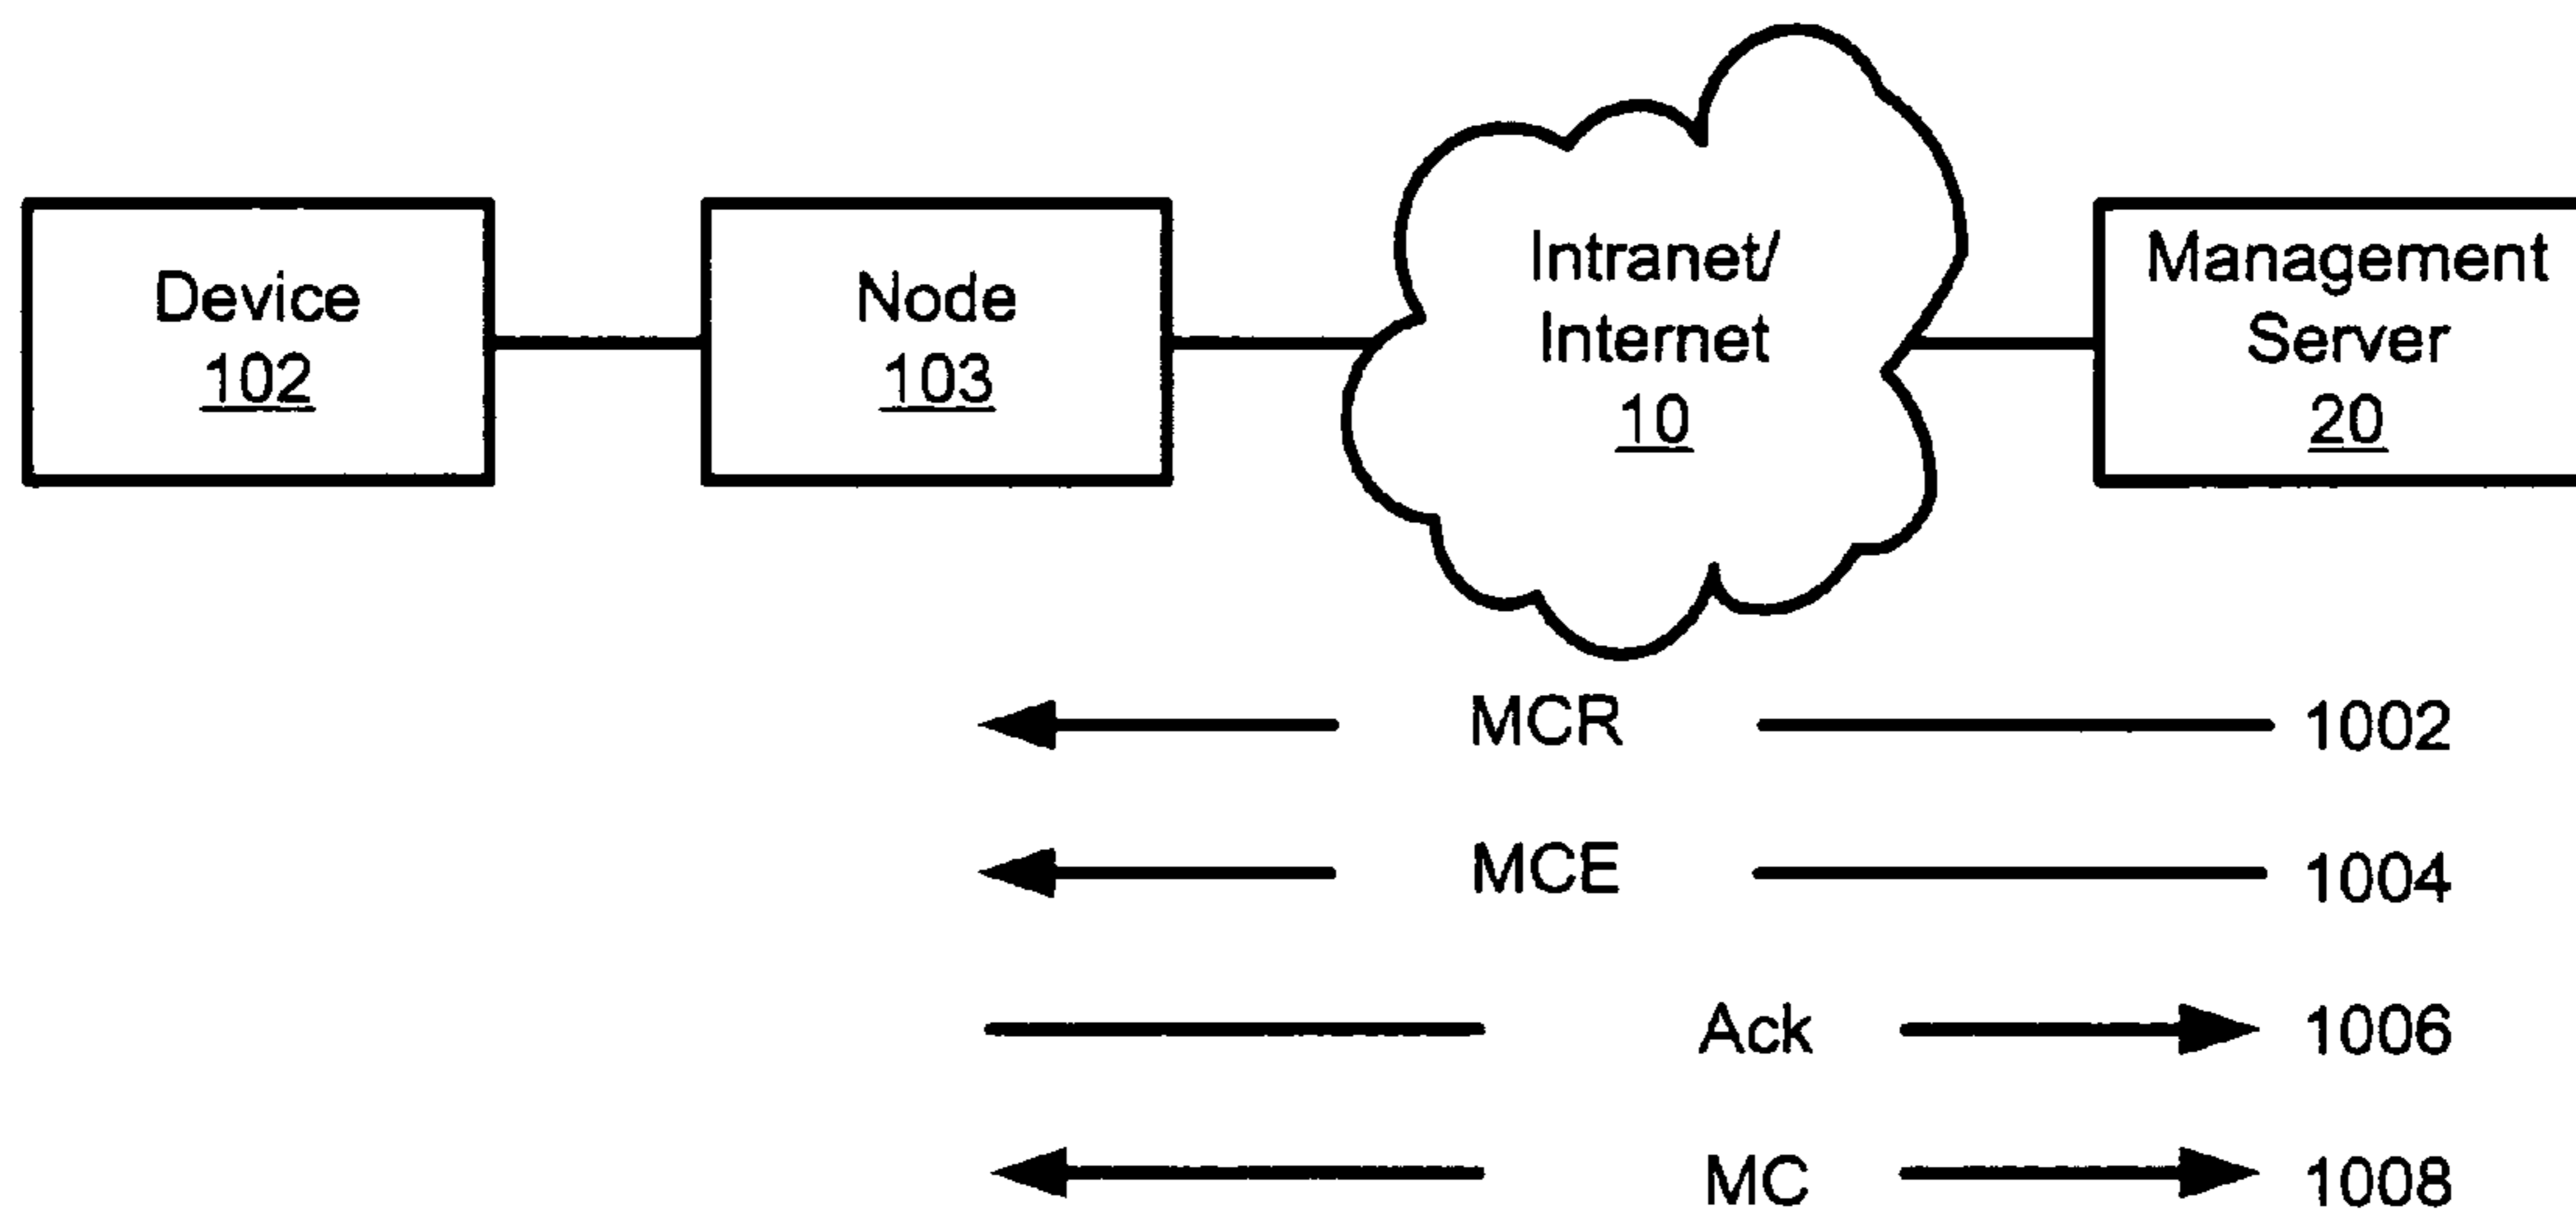 Device
102
Node
103
Intranet/
Internet
10
Management
Server
20
MCR 1002
MCE 1004
Ack 1006
MC 1008